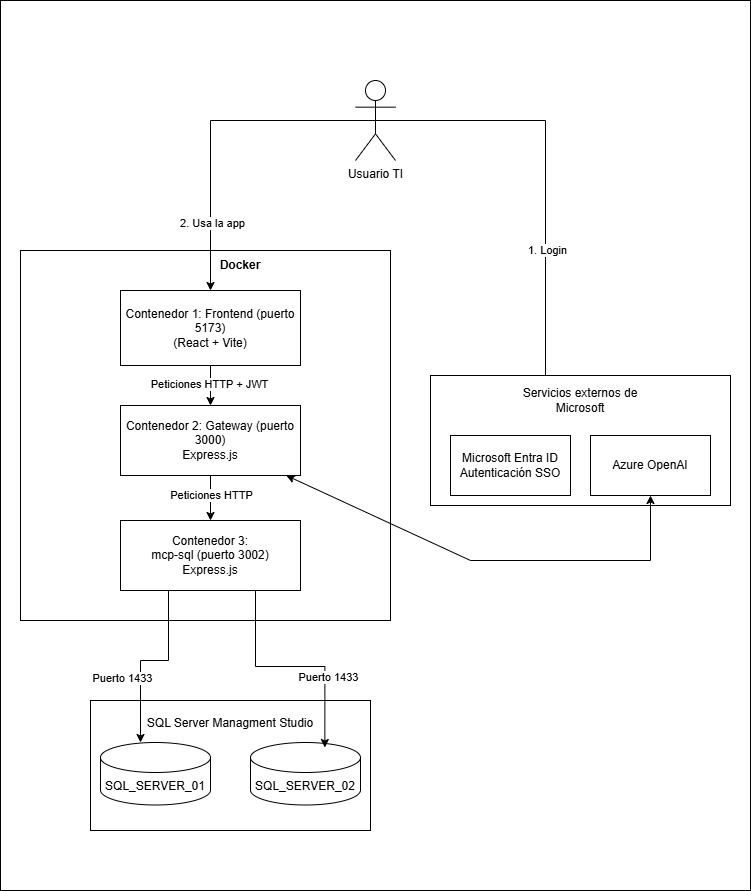 Usuario TI
2. Usa la app
1. Login
Docker
Contenedor 1: Frontend (puerto
5173)
(React + Vite)
Peticiones HTTP + JWT
Contenedor 2: Gateway (puerto
3000)
Express.js
Peticiones HTTP
Contenedor 3:
mcp-sql (puerto 3002)
Express.js
Servicios externos de
Microsoft
Microsoft Entra ID
Autenticación SSO
Azure OpenAI
Puerto 1433
Puerto 1433
SQL Server Managment Studio
SQL_SERVER_01
SQL_SERVER_02